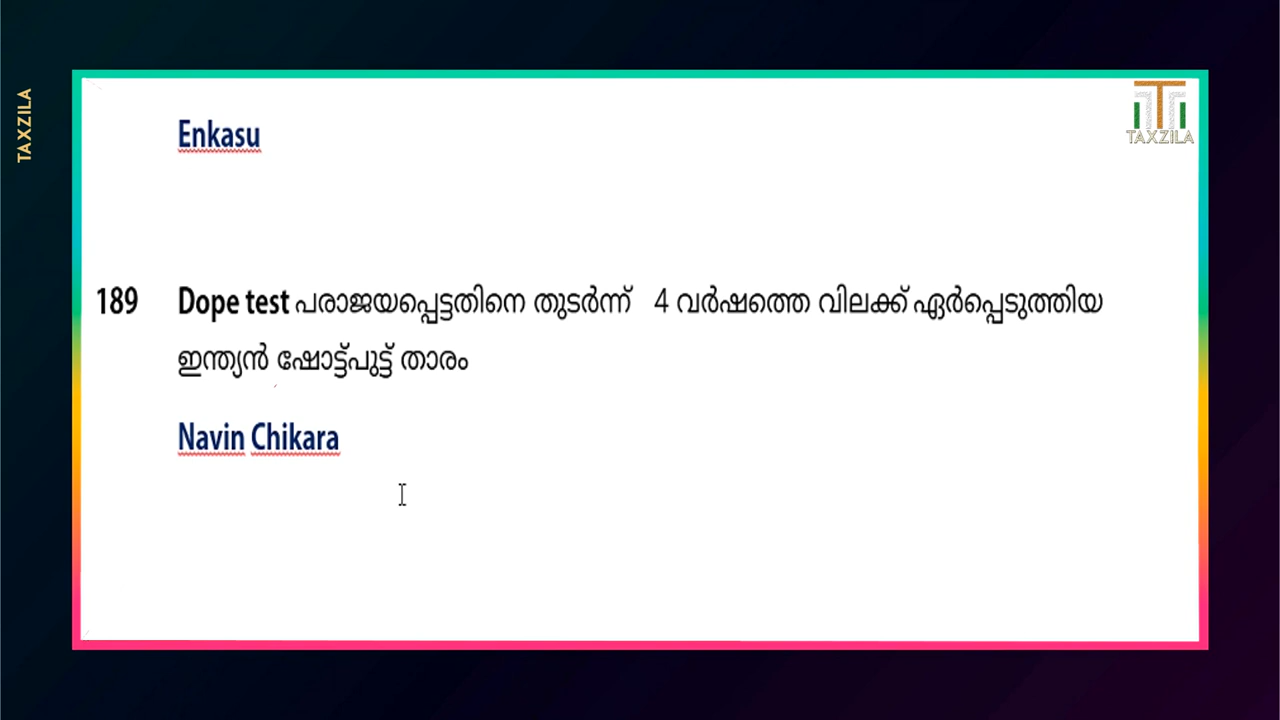 TAXZILA
TAXZILA
Enkasu
189 Dope test പരാജയപ്പെട്ടതിനെ തുടർന്ന് 4 വർഷത്തെ വിലക്ക് ഏർപ്പെടുത്തിയ
ഇന്ത്യൻ ഷോട്ട്പുട്ട് താരം
Navin Chikara